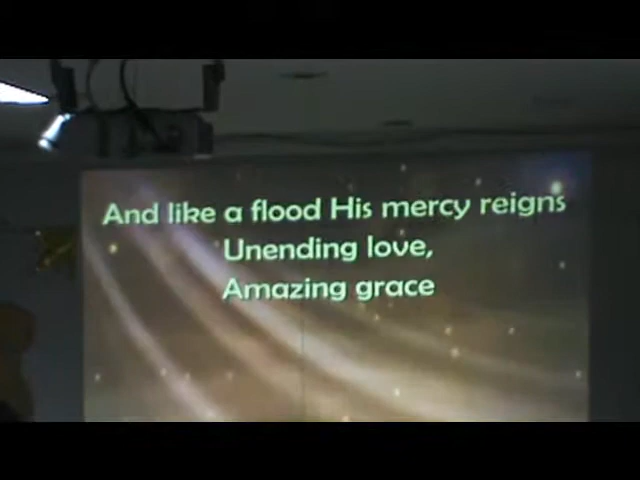 And like a flood His mercy reigns
Unending love,
Amazing grace